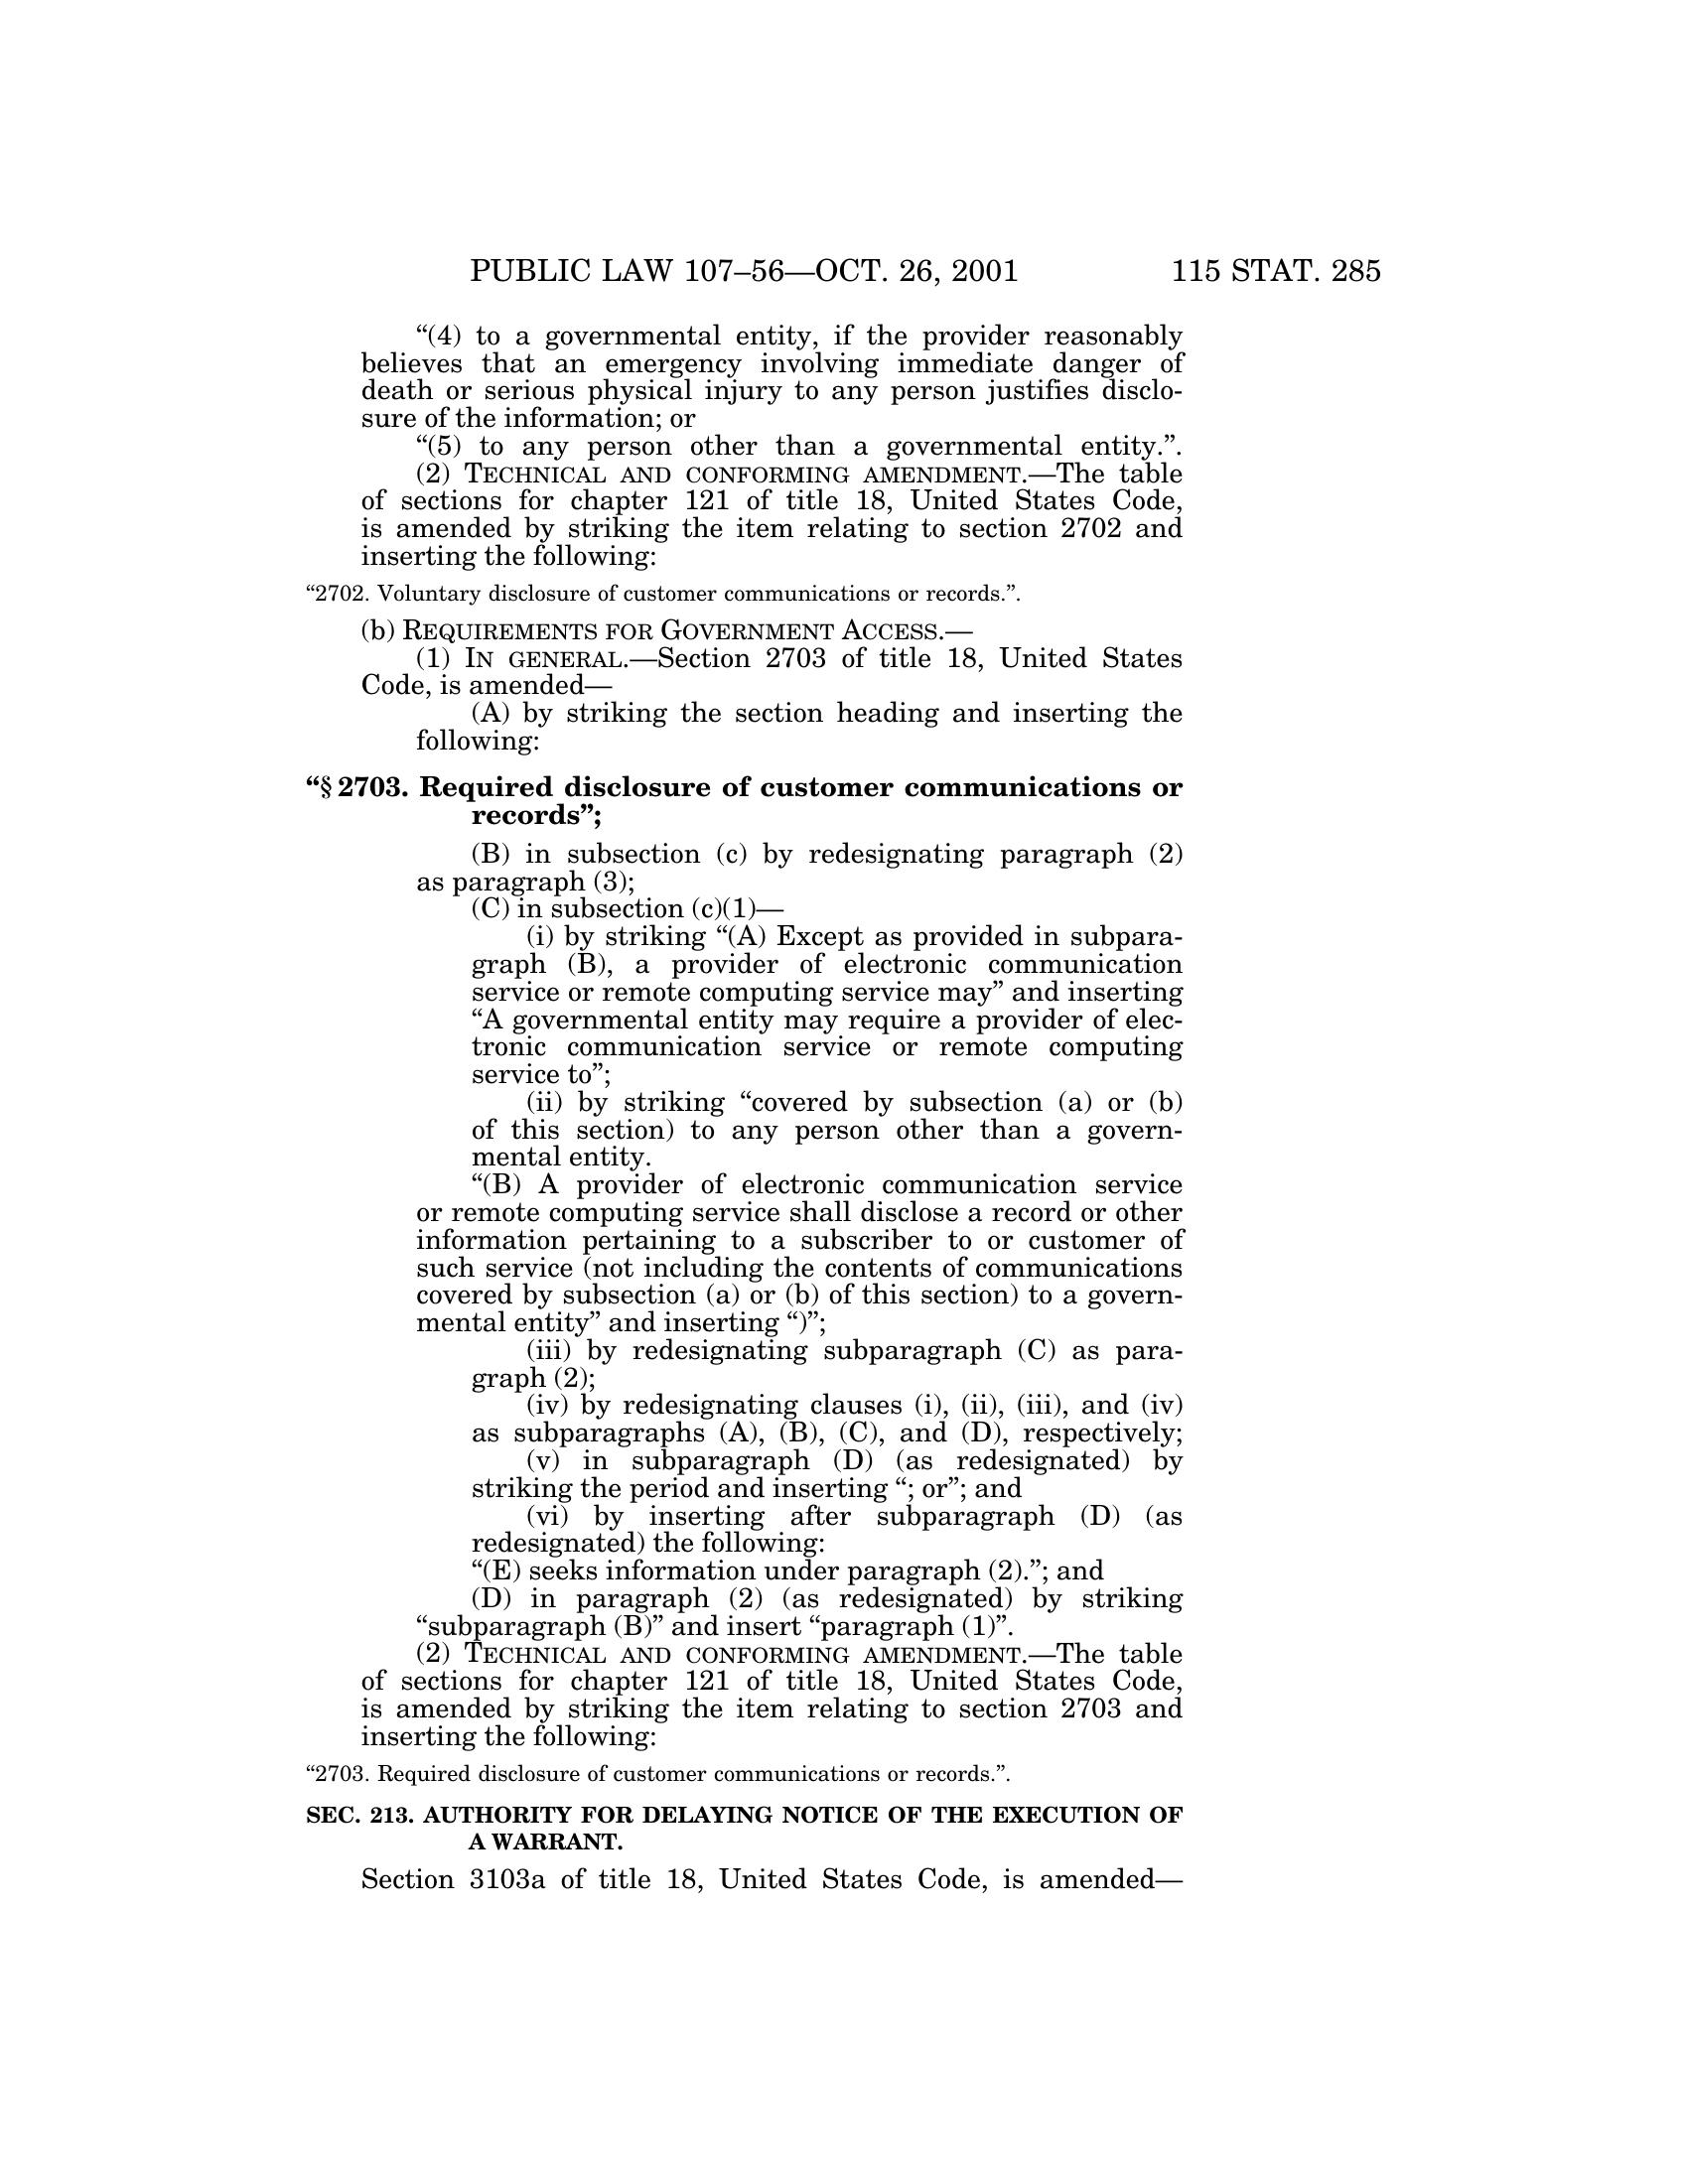 PUBLIC LAW 107–56—OCT. 26, 2001 115 STAT. 285
“(4) to a governmental entity, if the provider reasonably
believes that an emergency involving immediate danger of
death or serious physical injury to any person justifies disclo-
sure of the information; or
“(5) to any person other than a governmental entity.”.
(2) TECHNICAL AND CONFORMING AMENDMENT.—The table
of sections for chapter 121 of title 18, United States Code,
is amended by striking the item relating to section 2702 and
inserting the following:
“2702. Voluntary disclosure of customer communications or records.”.
(b) REQUIREMENTS FOR GOVERNMENT ACCESS.—
(1) IN GENERAL.—Section 2703 of title 18, United States
Code, is amended—
(A) by striking the section heading and inserting the
following:
“§ 2703. Required disclosure of customer communications or
records”;
(B) in subsection (c) by redesignating paragraph (2)
as paragraph (3);
(C) in subsection (c)(1)—
(i) by striking “(A) Except as provided in subpara-
graph (B), a provider of electronic communication
service or remote computing service may” and inserting
“A governmental entity may require a provider of elec-
tronic communication service or remote computing
service to”;
(ii) by striking “covered by subsection (a) or (b)
of this section) to any person other than a govern-
mental entity.
“(B) A provider of electronic communication service
or remote computing service shall disclose a record or other
information pertaining to a subscriber to or customer of
such service (not including the contents of communications
covered by subsection (a) or (b) of this section) to a govern-
mental entity” and inserting “)”;
(iii) by redesignating subparagraph (C) as para-
graph (2);
(iv) by redesignating clauses (i), (ii), (iii), and (iv)
as subparagraphs (A), (B), (C), and (D), respectively;
(v) in subparagraph (D) (as redesignated) by
striking the period and inserting “; or”; and
(vi) by inserting after subparagraph (D) (as
redesignated) the following:
“(E) seeks information under paragraph (2).”; and
(D) in paragraph (2) (as redesignated) by striking
“subparagraph (B)” and insert “paragraph (1)”.
(2) TECHNICAL AND CONFORMING AMENDMENT.—The table
of sections for chapter 121 of title 18, United States Code,
is amended by striking the item relating to section 2703 and
inserting the following:
“2703. Required disclosure of customer communications or records.”.
SEC. 213. AUTHORITY FOR DELAYING NOTICE OF THE EXECUTION OF
A WARRANT.
Section 3103a of title 18, United States Code, is amended—